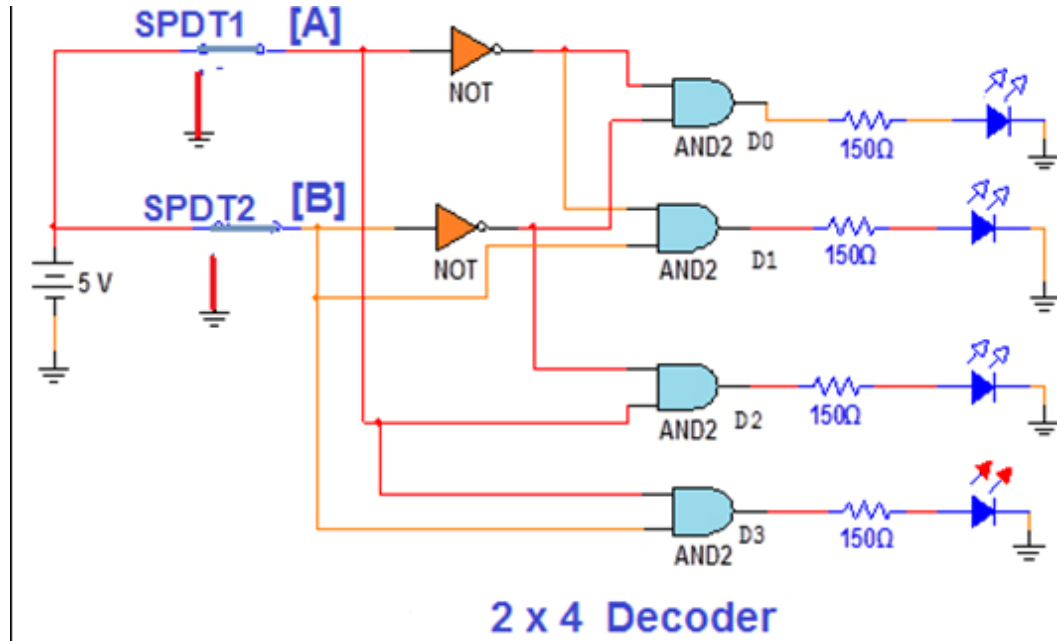 SPDT1 [A]
NOT
AND2 D0
150Ω
SPDT2 [B]
NOT
AND2 D1
150Ω
5 V
AND2 D2
150Ω
AND2 D3
150Ω
2 x 4 Decoder